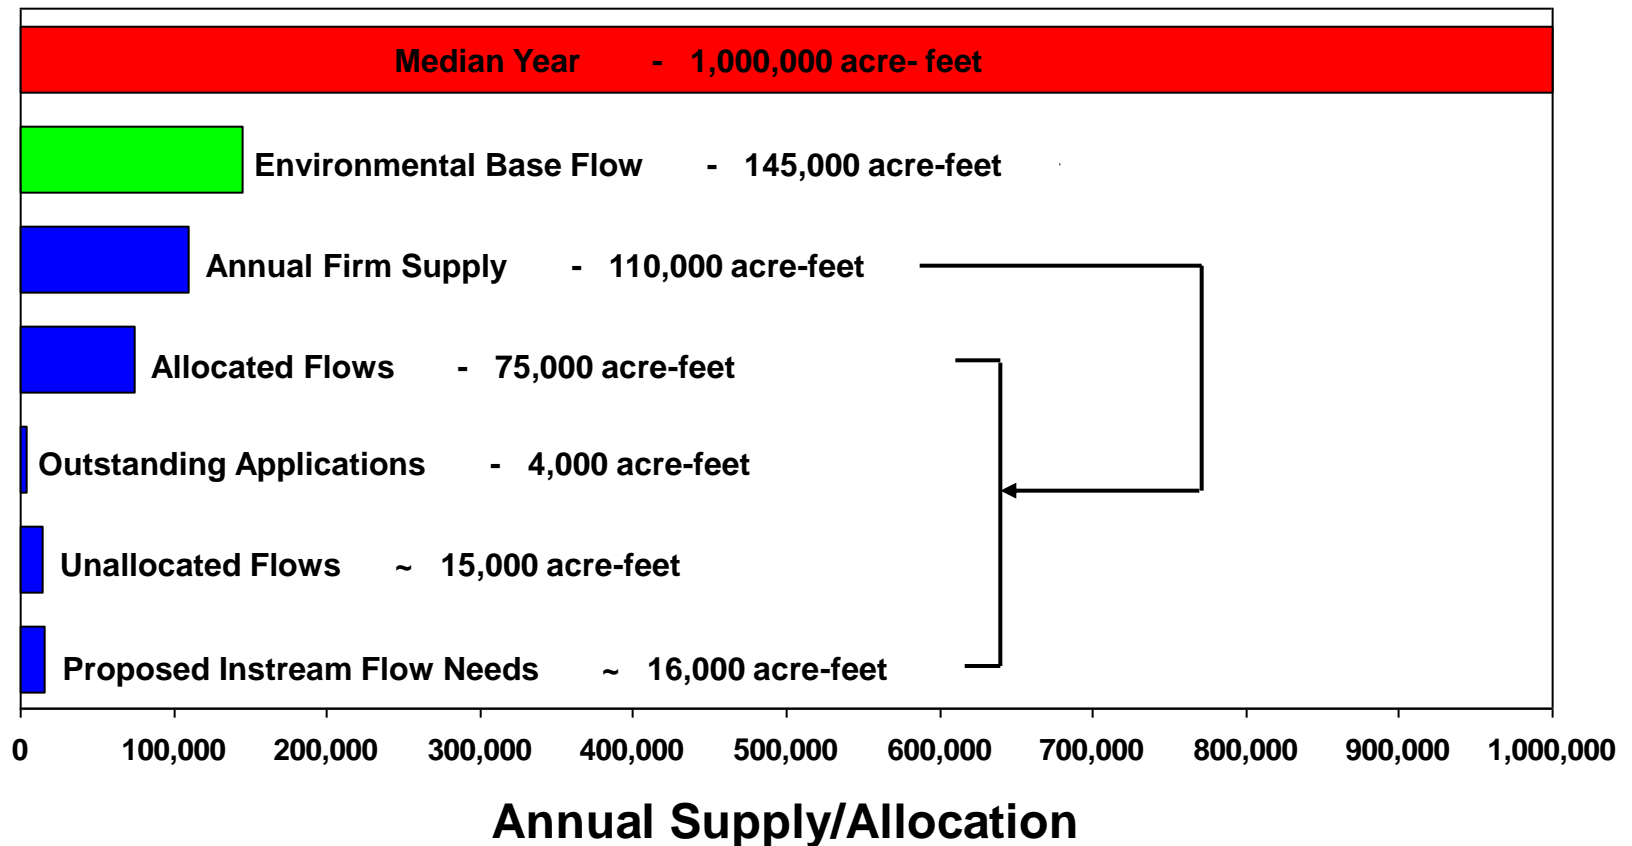 Median Year - 1,000,000 acre- feet
Environmental Base Flow - 145,000 acre-feet
Annual Firm Supply - 110,000 acre-feet
Allocated Flows - 75,000 acre-feet
Outstanding Applications - 4,000 acre-feet
Unallocated Flows ~ 15,000 acre-feet
Proposed Instream Flow Needs ~ 16,000 acre-feet
0 100,000 200,000 300,000 400,000 500,000 600,000 700,000 800,000 900,000 1,000,000
Annual Supply/Allocation